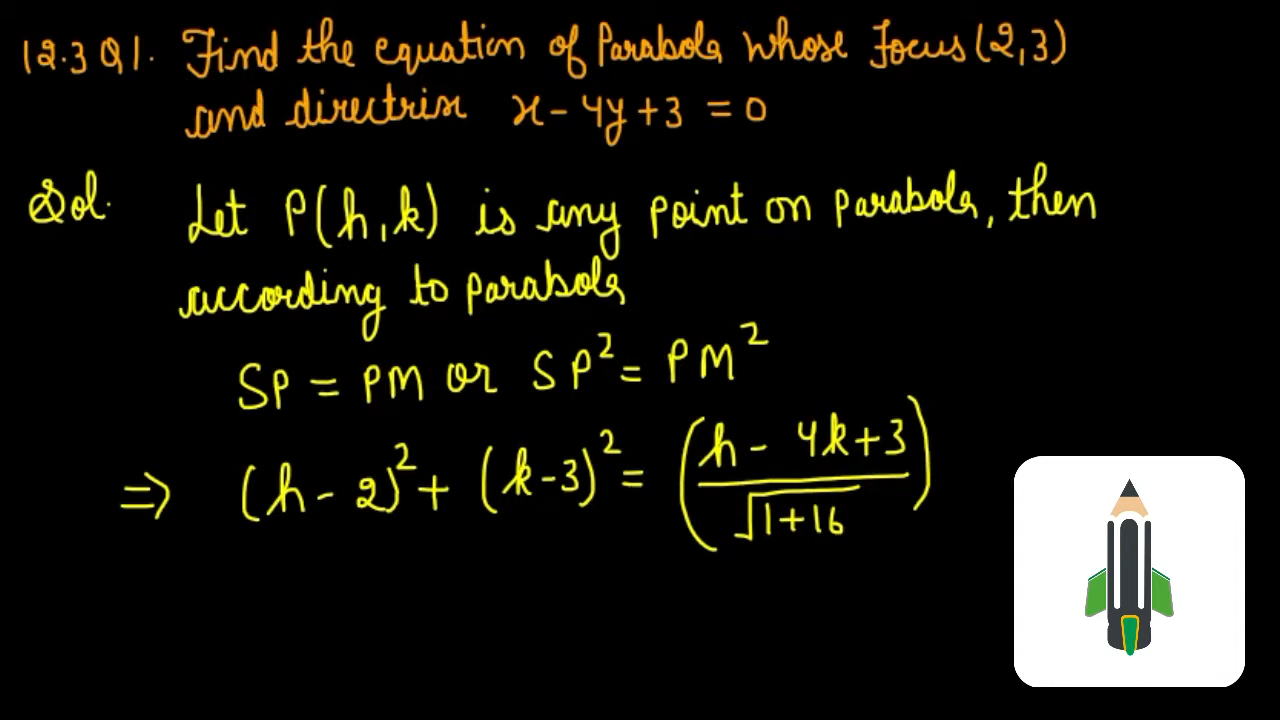 12.3 Q1. Find the equation of Parabola whose Focus (2,3)
and directrix x - 4y + 3 = 0
Sol. Let P(h,k) is any point on parabola, then
according to parabola
SP = PM or SP² = PM²
⇒ (h - 2)² + (k - 3)² = ((h - 4k + 3)/√(1 + 16))